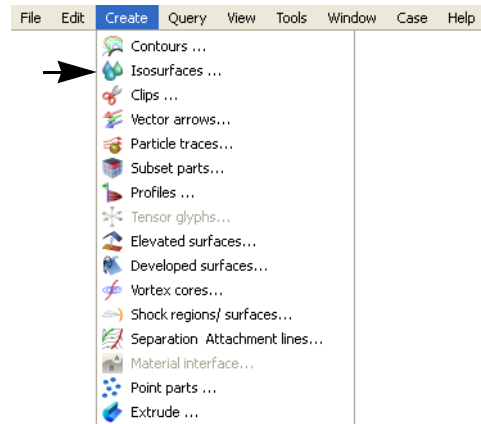 File Edit Create Query View Tools Window Case Help
Contours ...
Isosurfaces ...
Clips ...
Vector arrows...
Particle traces...
Subset parts...
Profiles ...
Tensor glyphs...
Elevated surfaces...
Developed surfaces...
Vortex cores...
Shock regions/ surfaces...
Separation Attachment lines...
Material interface...
Point parts ...
Extrude ...